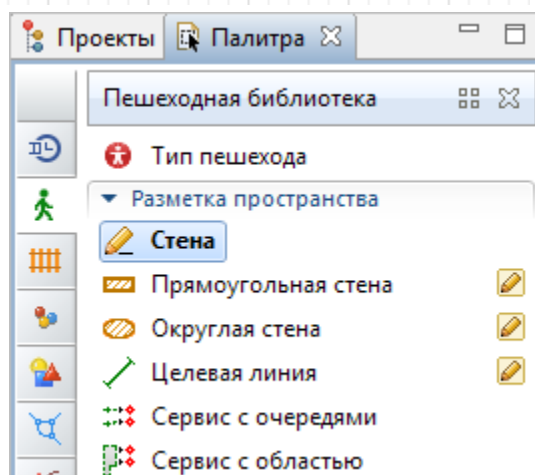 Проекты Палитра
Пешеходная библиотека
Тип пешехода
Разметка пространства
Стена
Прямоугольная стена
Округлая стена
Целевая линия
Сервис с очередями
Сервис с областью